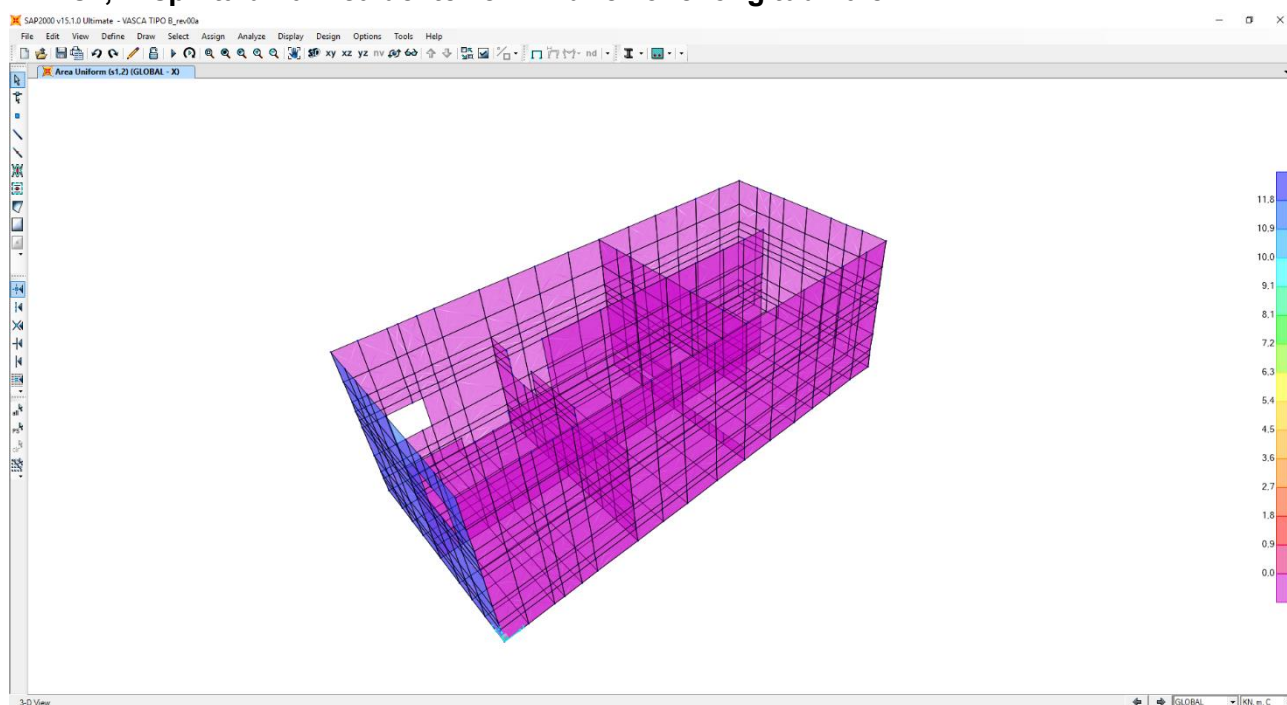 SAP2000 v15.1.0 Ultimate - VASCA TIPO B_rev00a
File Edit View Define Draw Select Assign Analyze Display Design Options Tools Help
xy xz yz nv nd
Area Uniform (s1,2) (GLOBAL - X)
11.8
10.9
10.0
9.1
8.1
7.2
6.3
5.4
4.5
3.6
2.7
1.8
0.9
0.0
3-D View
GLOBAL
KN, m, C